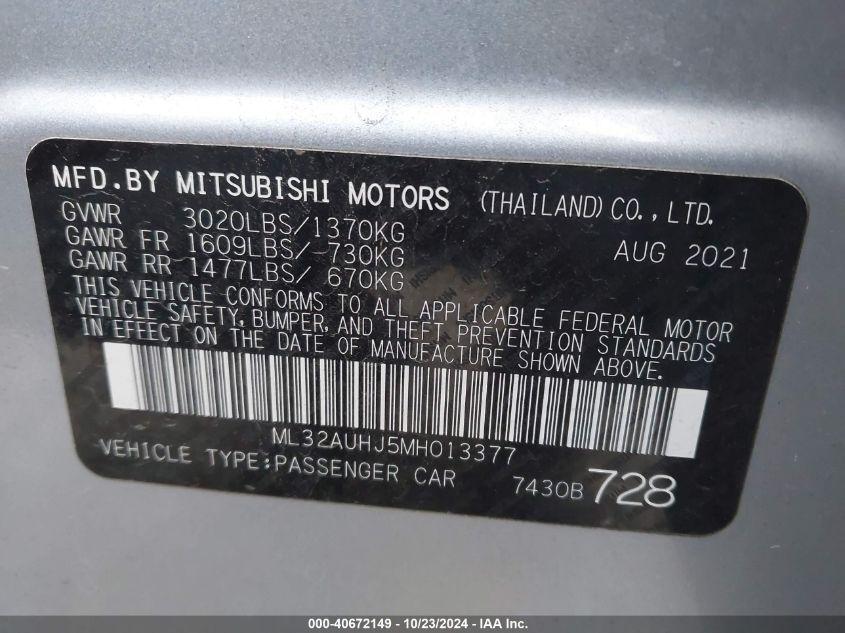 MFD.BY MITSUBISHI MOTORS (THAILAND)CO.,LTD.
GVWR 3020LBS/1370KG
GAWR FR 1609LBS/ 730KG AUG 2021
GAWR RR 1477LBS/ 670KG
THIS VEHICLE CONFORMS TO ALL APPLICABLE FEDERAL MOTOR
VEHICLE SAFETY, BUMPER, AND THEFT PREVENTION STANDARDS
IN EFFECT ON THE DATE OF MANUFACTURE SHOWN ABOVE.
ML32AUHJ5MH013377
VEHICLE TYPE:PASSENGER CAR 7430B 728
000-40672149 - 10/23/2024 - IAA Inc.